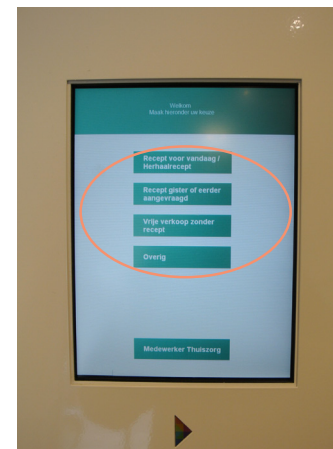 Welkom
Maak hieronder uw keuze
Recept voor vandaag /
Herhaalrecept
Recept gister of eerder
aangevraagd
Vrije verkoop zonder
recept
Overig
Medewerker Thuiszorg